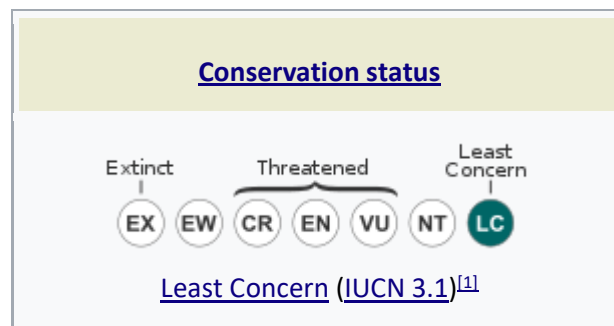 Conservation status
Extinct
Threatened
Least
Concern
EX EW CR EN VU NT LC
Least Concern (IUCN 3.1)[1]